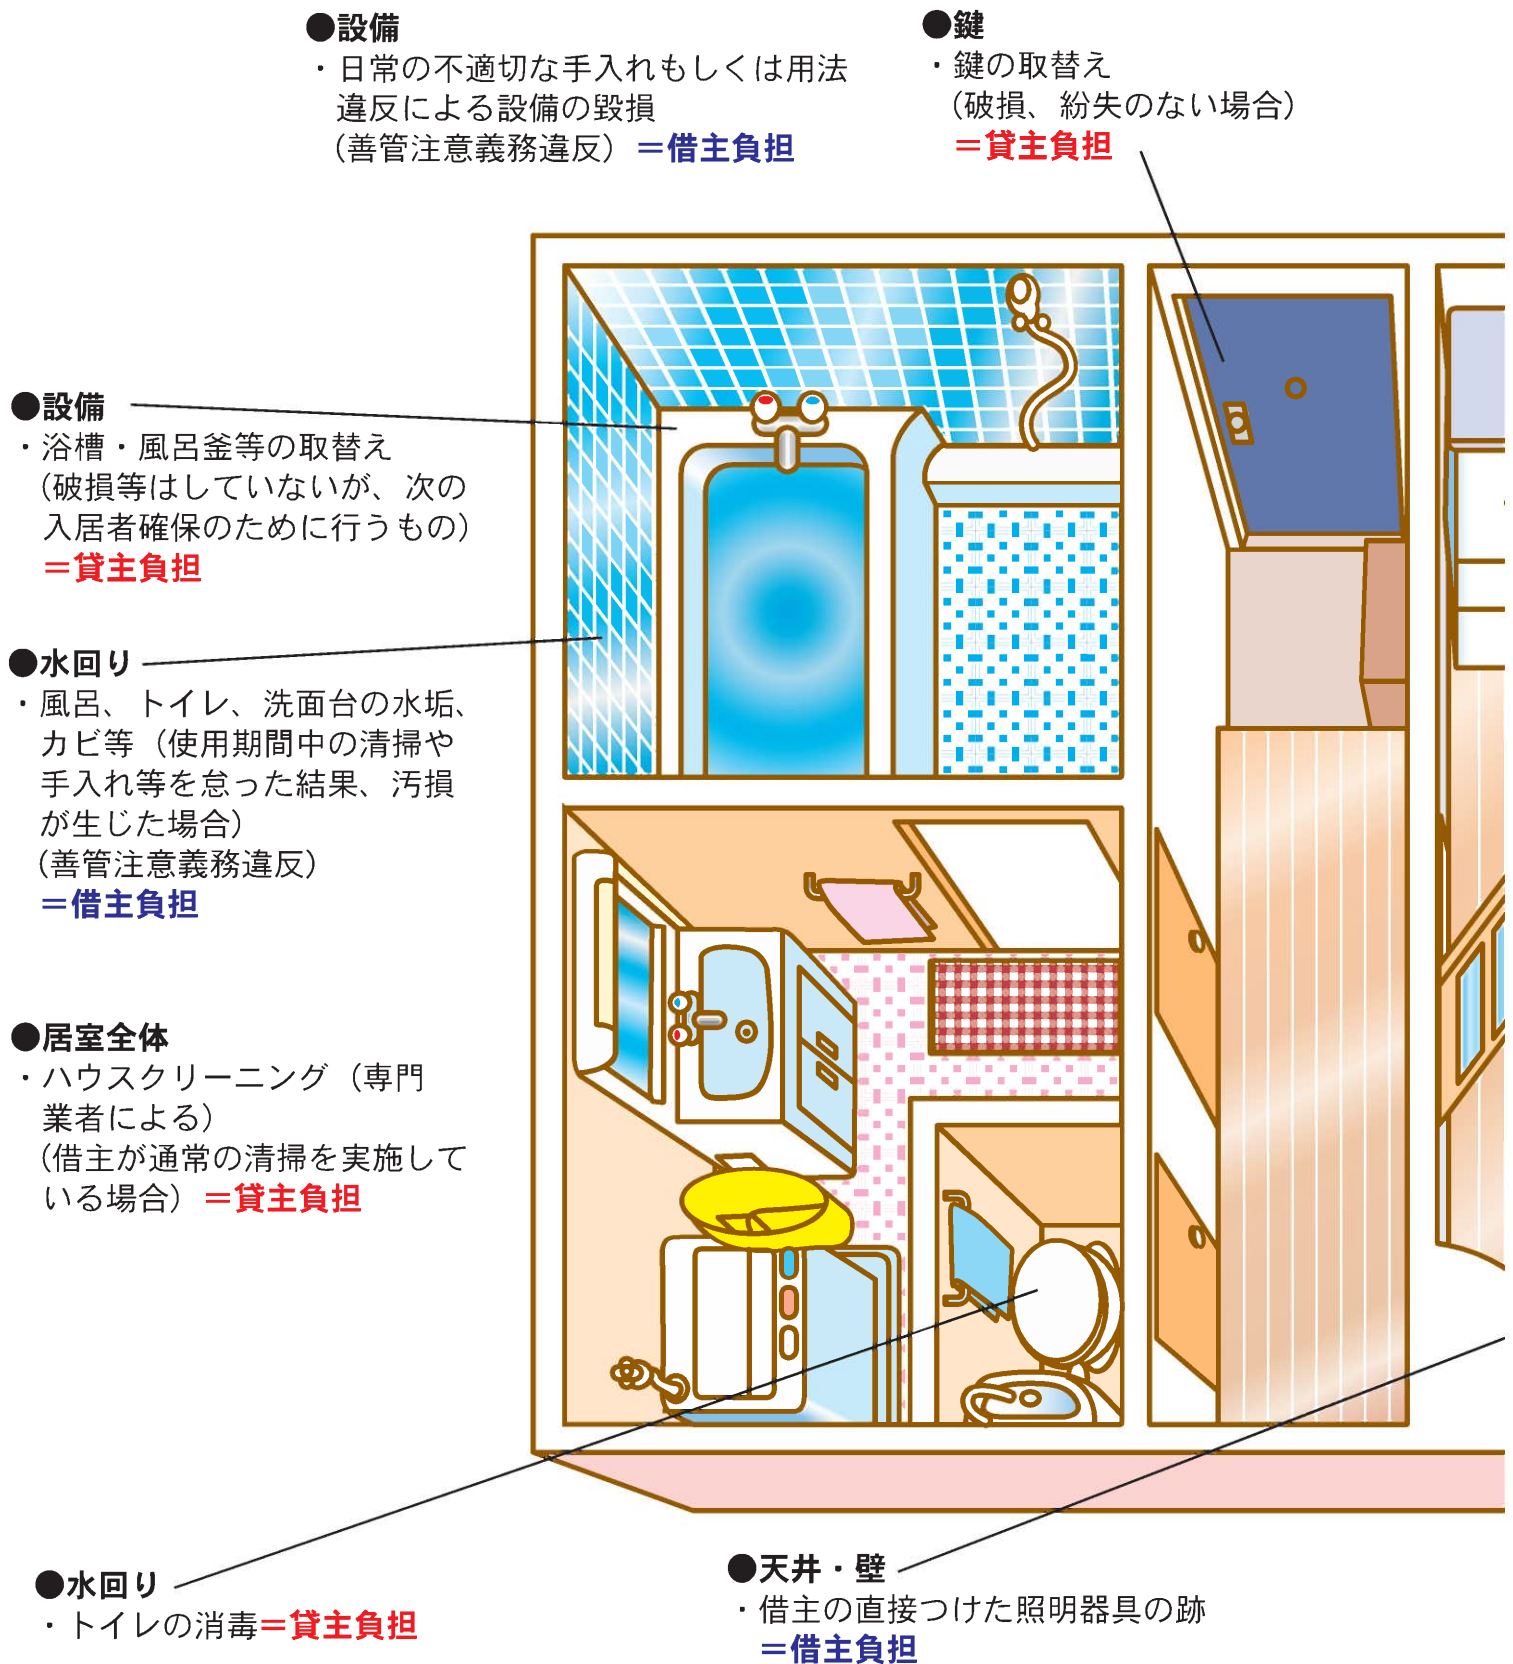 ●設備
・日常の不適切な手入れもしくは用法
違反による設備の毀損
(善管注意義務違反) ＝借主負担
●鍵
・鍵の取替え
(破損、紛失のない場合)
＝貸主負担
●設備
・浴槽・風呂釜等の取替え
(破損等はしていないが、次の
入居者確保のために行うもの)
＝貸主負担
●水回り
・風呂、トイレ、洗面台の水垢、
カビ等（使用期間中の清掃や
手入れ等を怠った結果、汚損
が生じた場合）
(善管注意義務違反)
＝借主負担
●居室全体
・ハウスクリーニング（専門
業者による）
(借主が通常の清掃を実施して
いる場合) ＝貸主負担
●水回り
・トイレの消毒＝貸主負担
●天井・壁
・借主の直接つけた照明器具の跡
＝借主負担